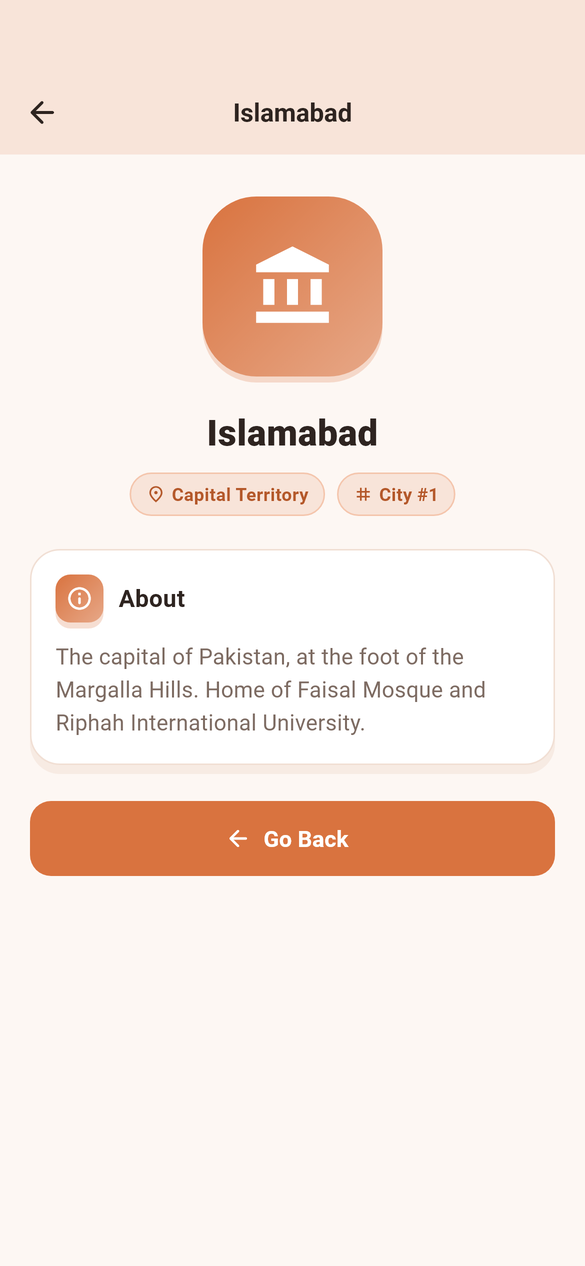 Islamabad
Islamabad
Capital Territory
City #1
About
The capital of Pakistan, at the foot of the
Margalla Hills. Home of Faisal Mosque and
Riphah International University.
Go Back